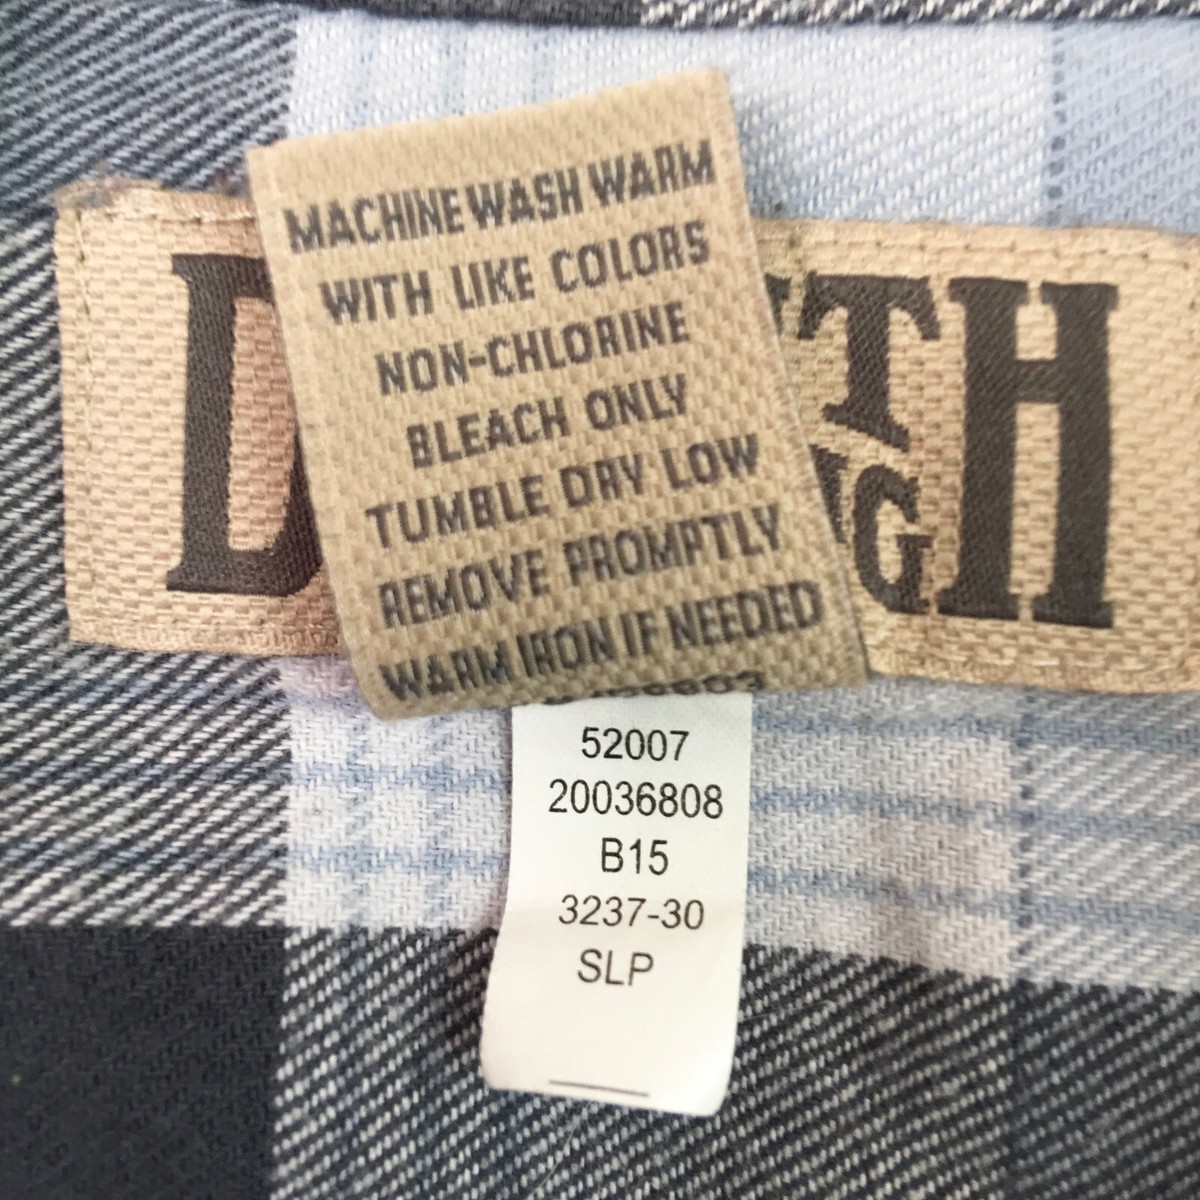 MACHINE WASH WARM
WITH LIKE COLORS
NON-CHLORINE
BLEACH ONLY
TUMBLE DRY LOW
REMOVE PROMPTLY
WARM IRON IF NEEDED
52007
20036808
B15
3237-30
SLP